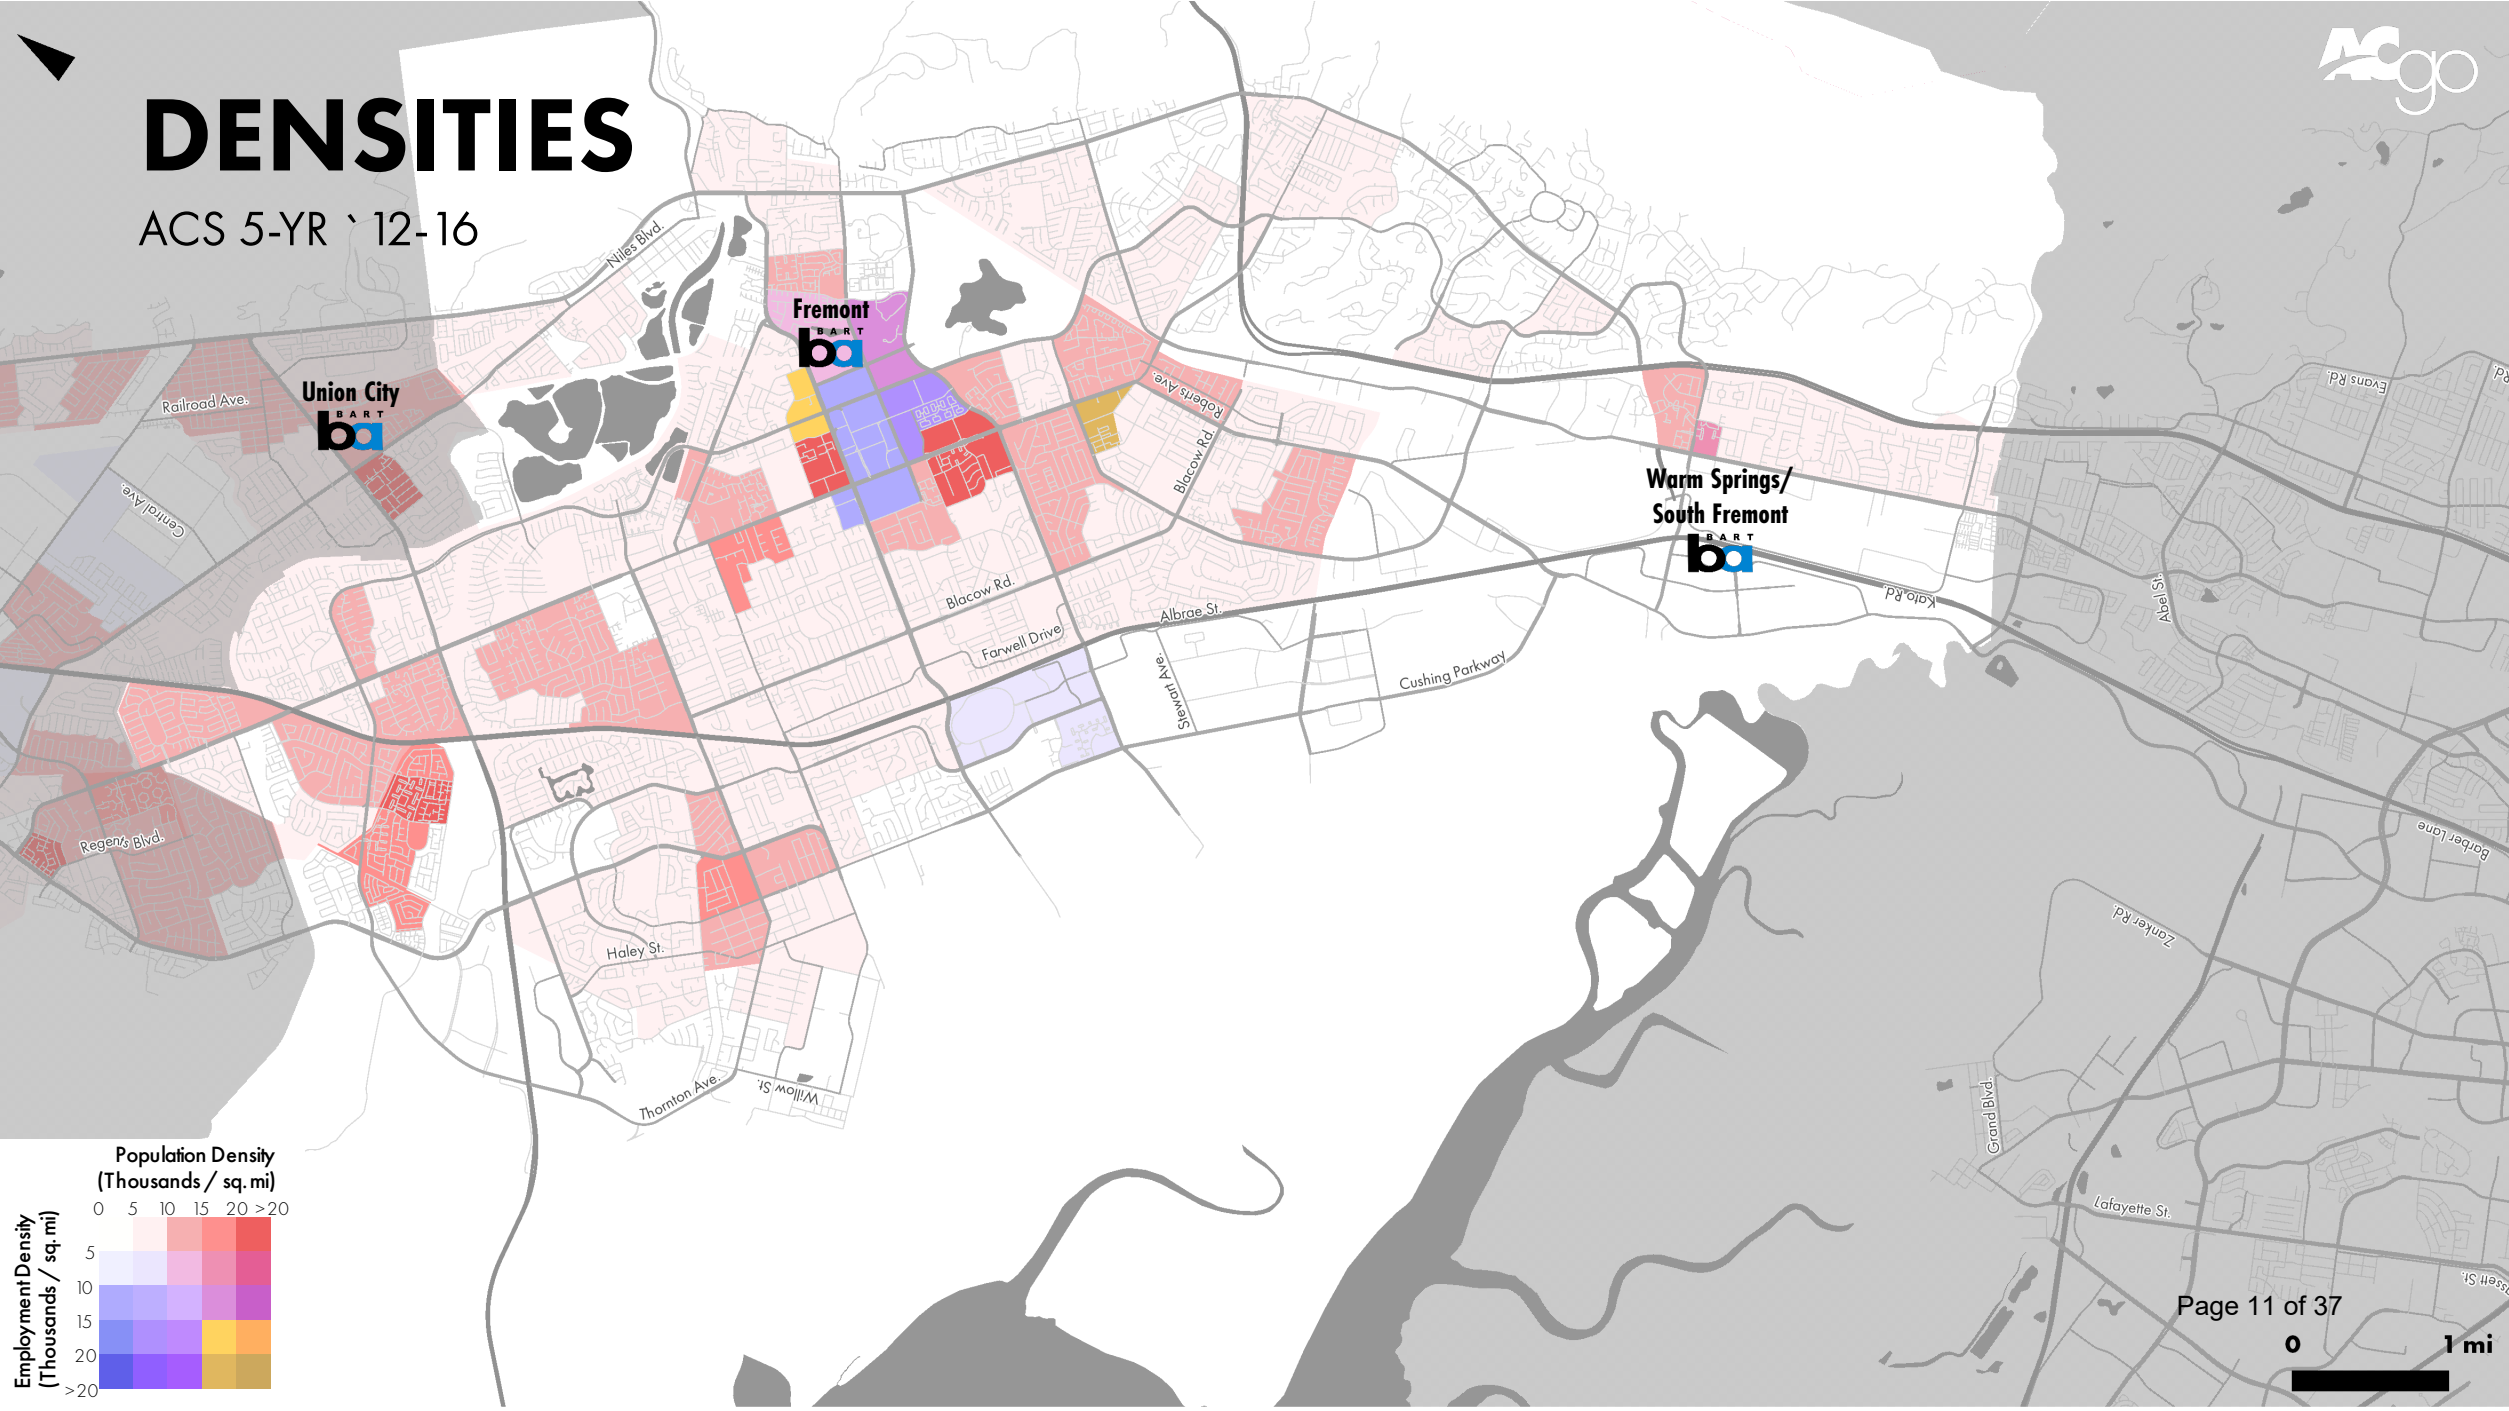 ACgo
DENSITIES
ACS 5-YR `12-16
Niles Blvd.
Fremont
BART
ba
Union City
BART
ba
Railroad Ave.
Central Ave.
Roberts Ave.
Blacow Rd.
Evans Rd.
Rd.
Warm Springs/
South Fremont
BART
ba
Blacow Rd.
Albrae St.
Farwell Drive
Kato Rd.
Abel St.
Stewart Ave.
Cushing Parkway
Regents Blvd.
Barber Lane
Haley St.
Zanker Rd.
Thornton Ave.
Willow St.
Grand Blvd.
Lafayette St.
Population Density
(Thousands / sq.mi)
0 5 10 15 20 >20
Employment Density
(Thousands / sq.mi)
5
10
15
20
>20
Page 11 of 37
0 1 mi